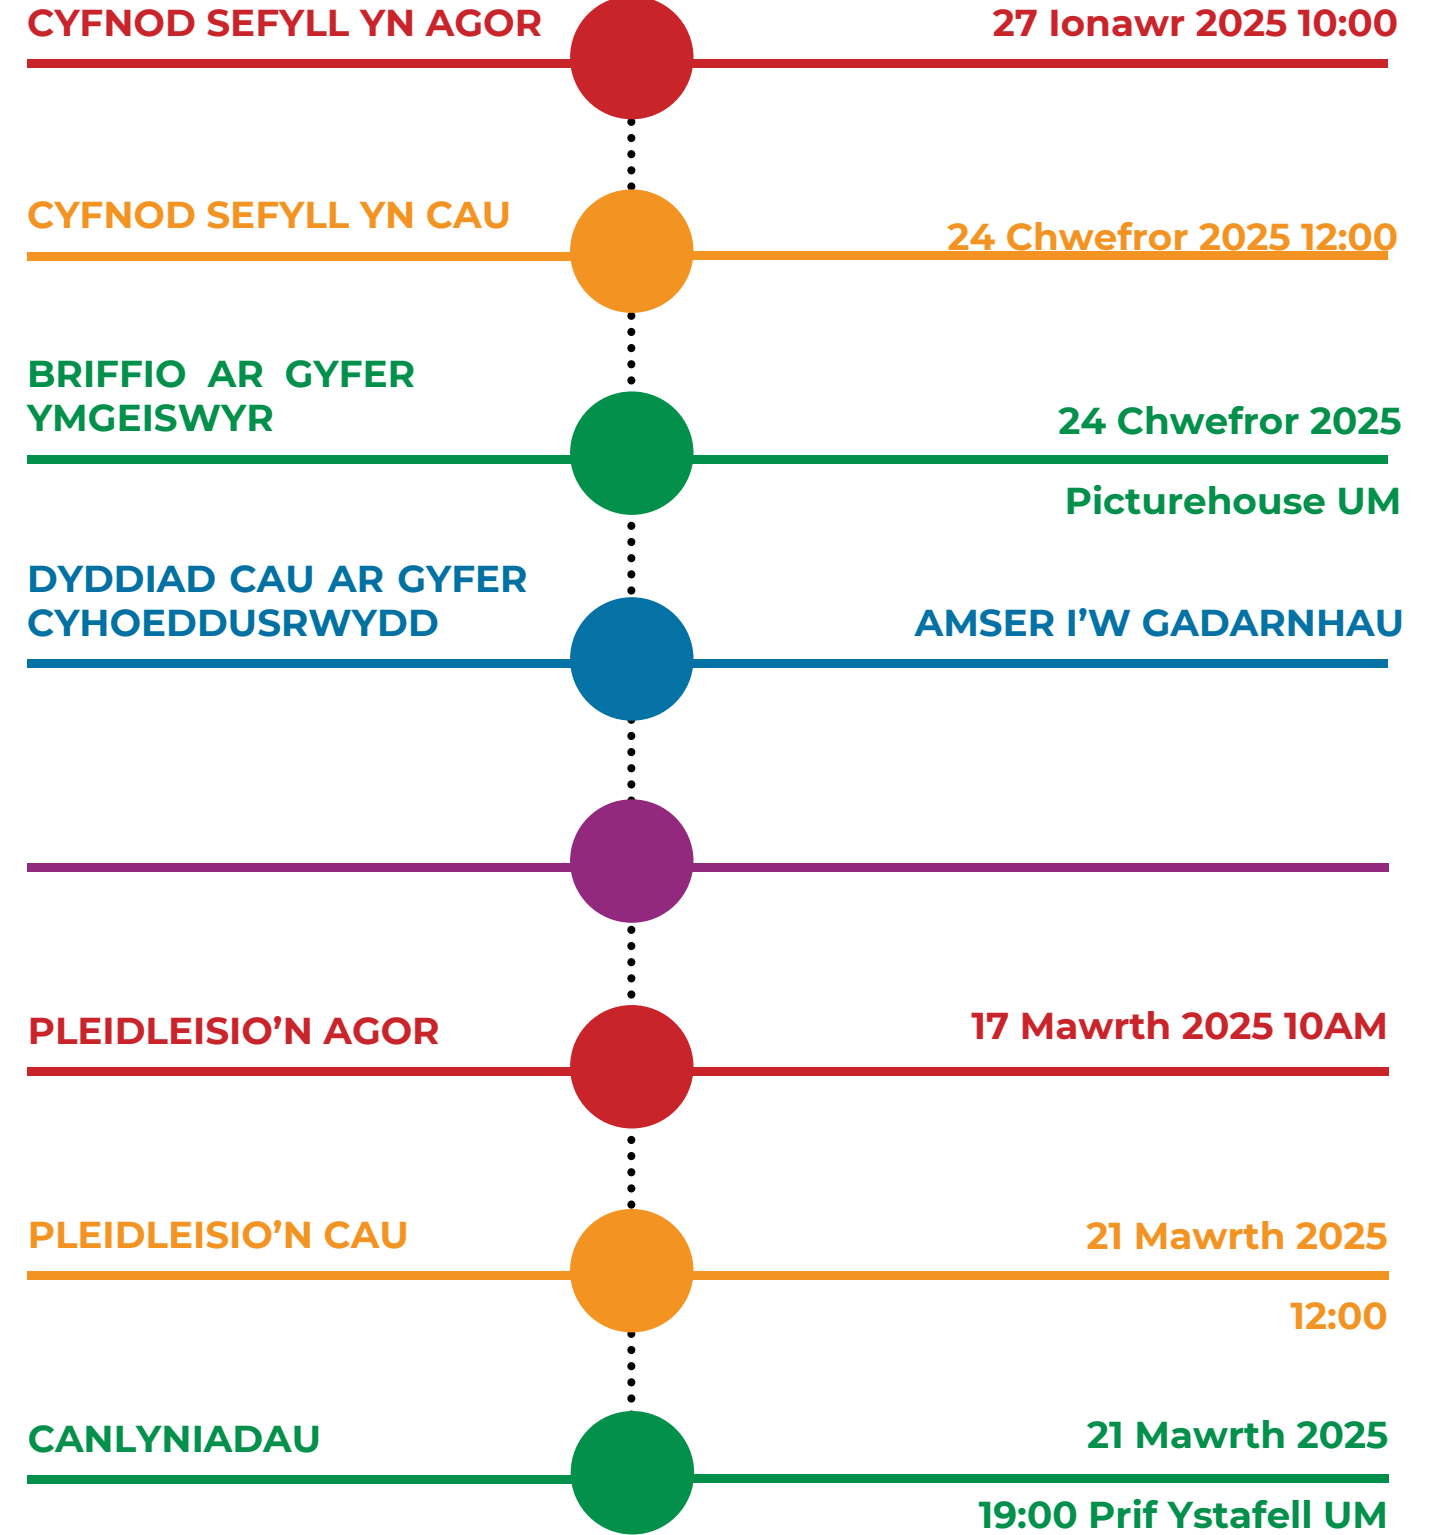 CYFNOD SEFYLL YN AGOR
27 Ionawr 2025 10:00
CYFNOD SEFYLL YN CAU
24 Chwefror 2025 12:00
BRIFFIO AR GYFER
YMGEISWYR
24 Chwefror 2025
Picturehouse UM
DYDDIAD CAU AR GYFER
CYHOEDDUSRWYDD
AMSER I’W GADARNHAU
PLEIDLEISIO’N AGOR
17 Mawrth 2025 10AM
PLEIDLEISIO’N CAU
21 Mawrth 2025
12:00
CANLYNIADAU
21 Mawrth 2025
19:00 Prif Ystafell UM